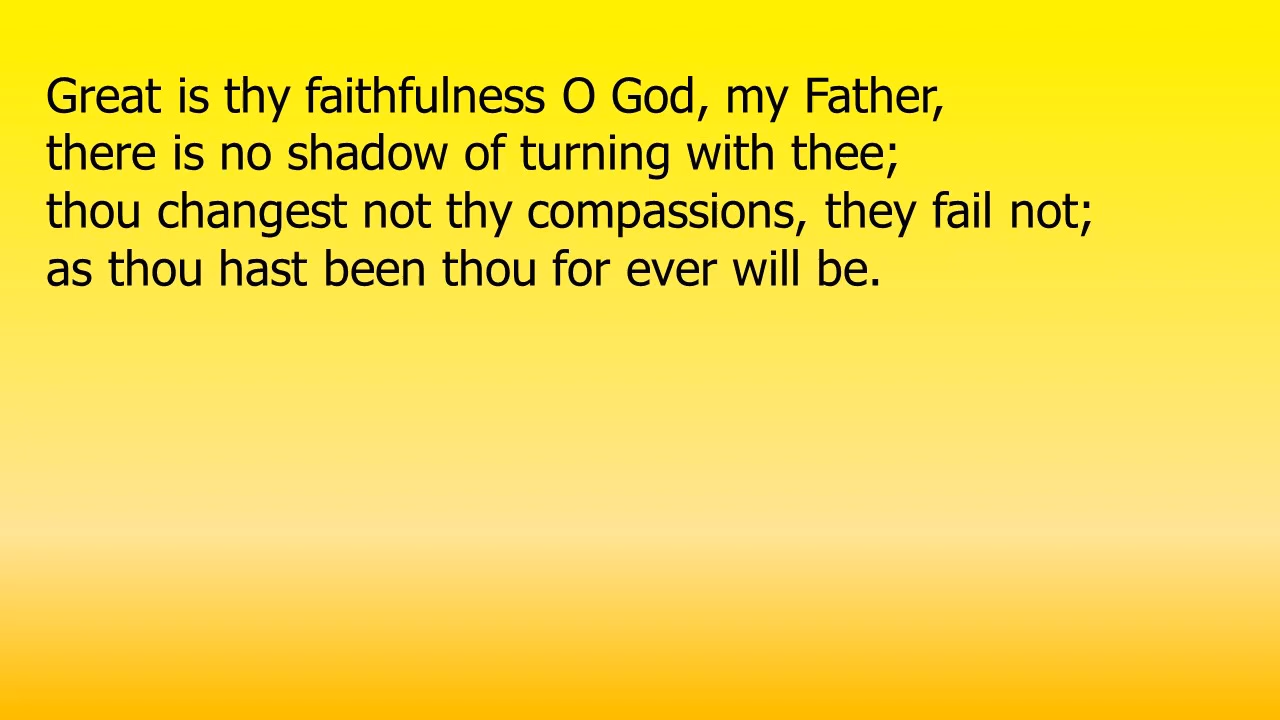 Great is thy faithfulness O God, my Father,
there is no shadow of turning with thee;
thou changest not thy compassions, they fail not;
as thou hast been thou for ever will be.